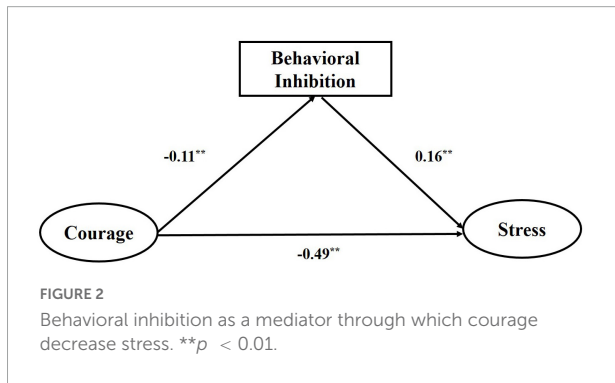 Behavioral
Inhibition
-0.11**
0.16**
Courage
Stress
-0.49**
FIGURE 2
Behavioral inhibition as a mediator through which courage
decrease stress. **p < 0.01.